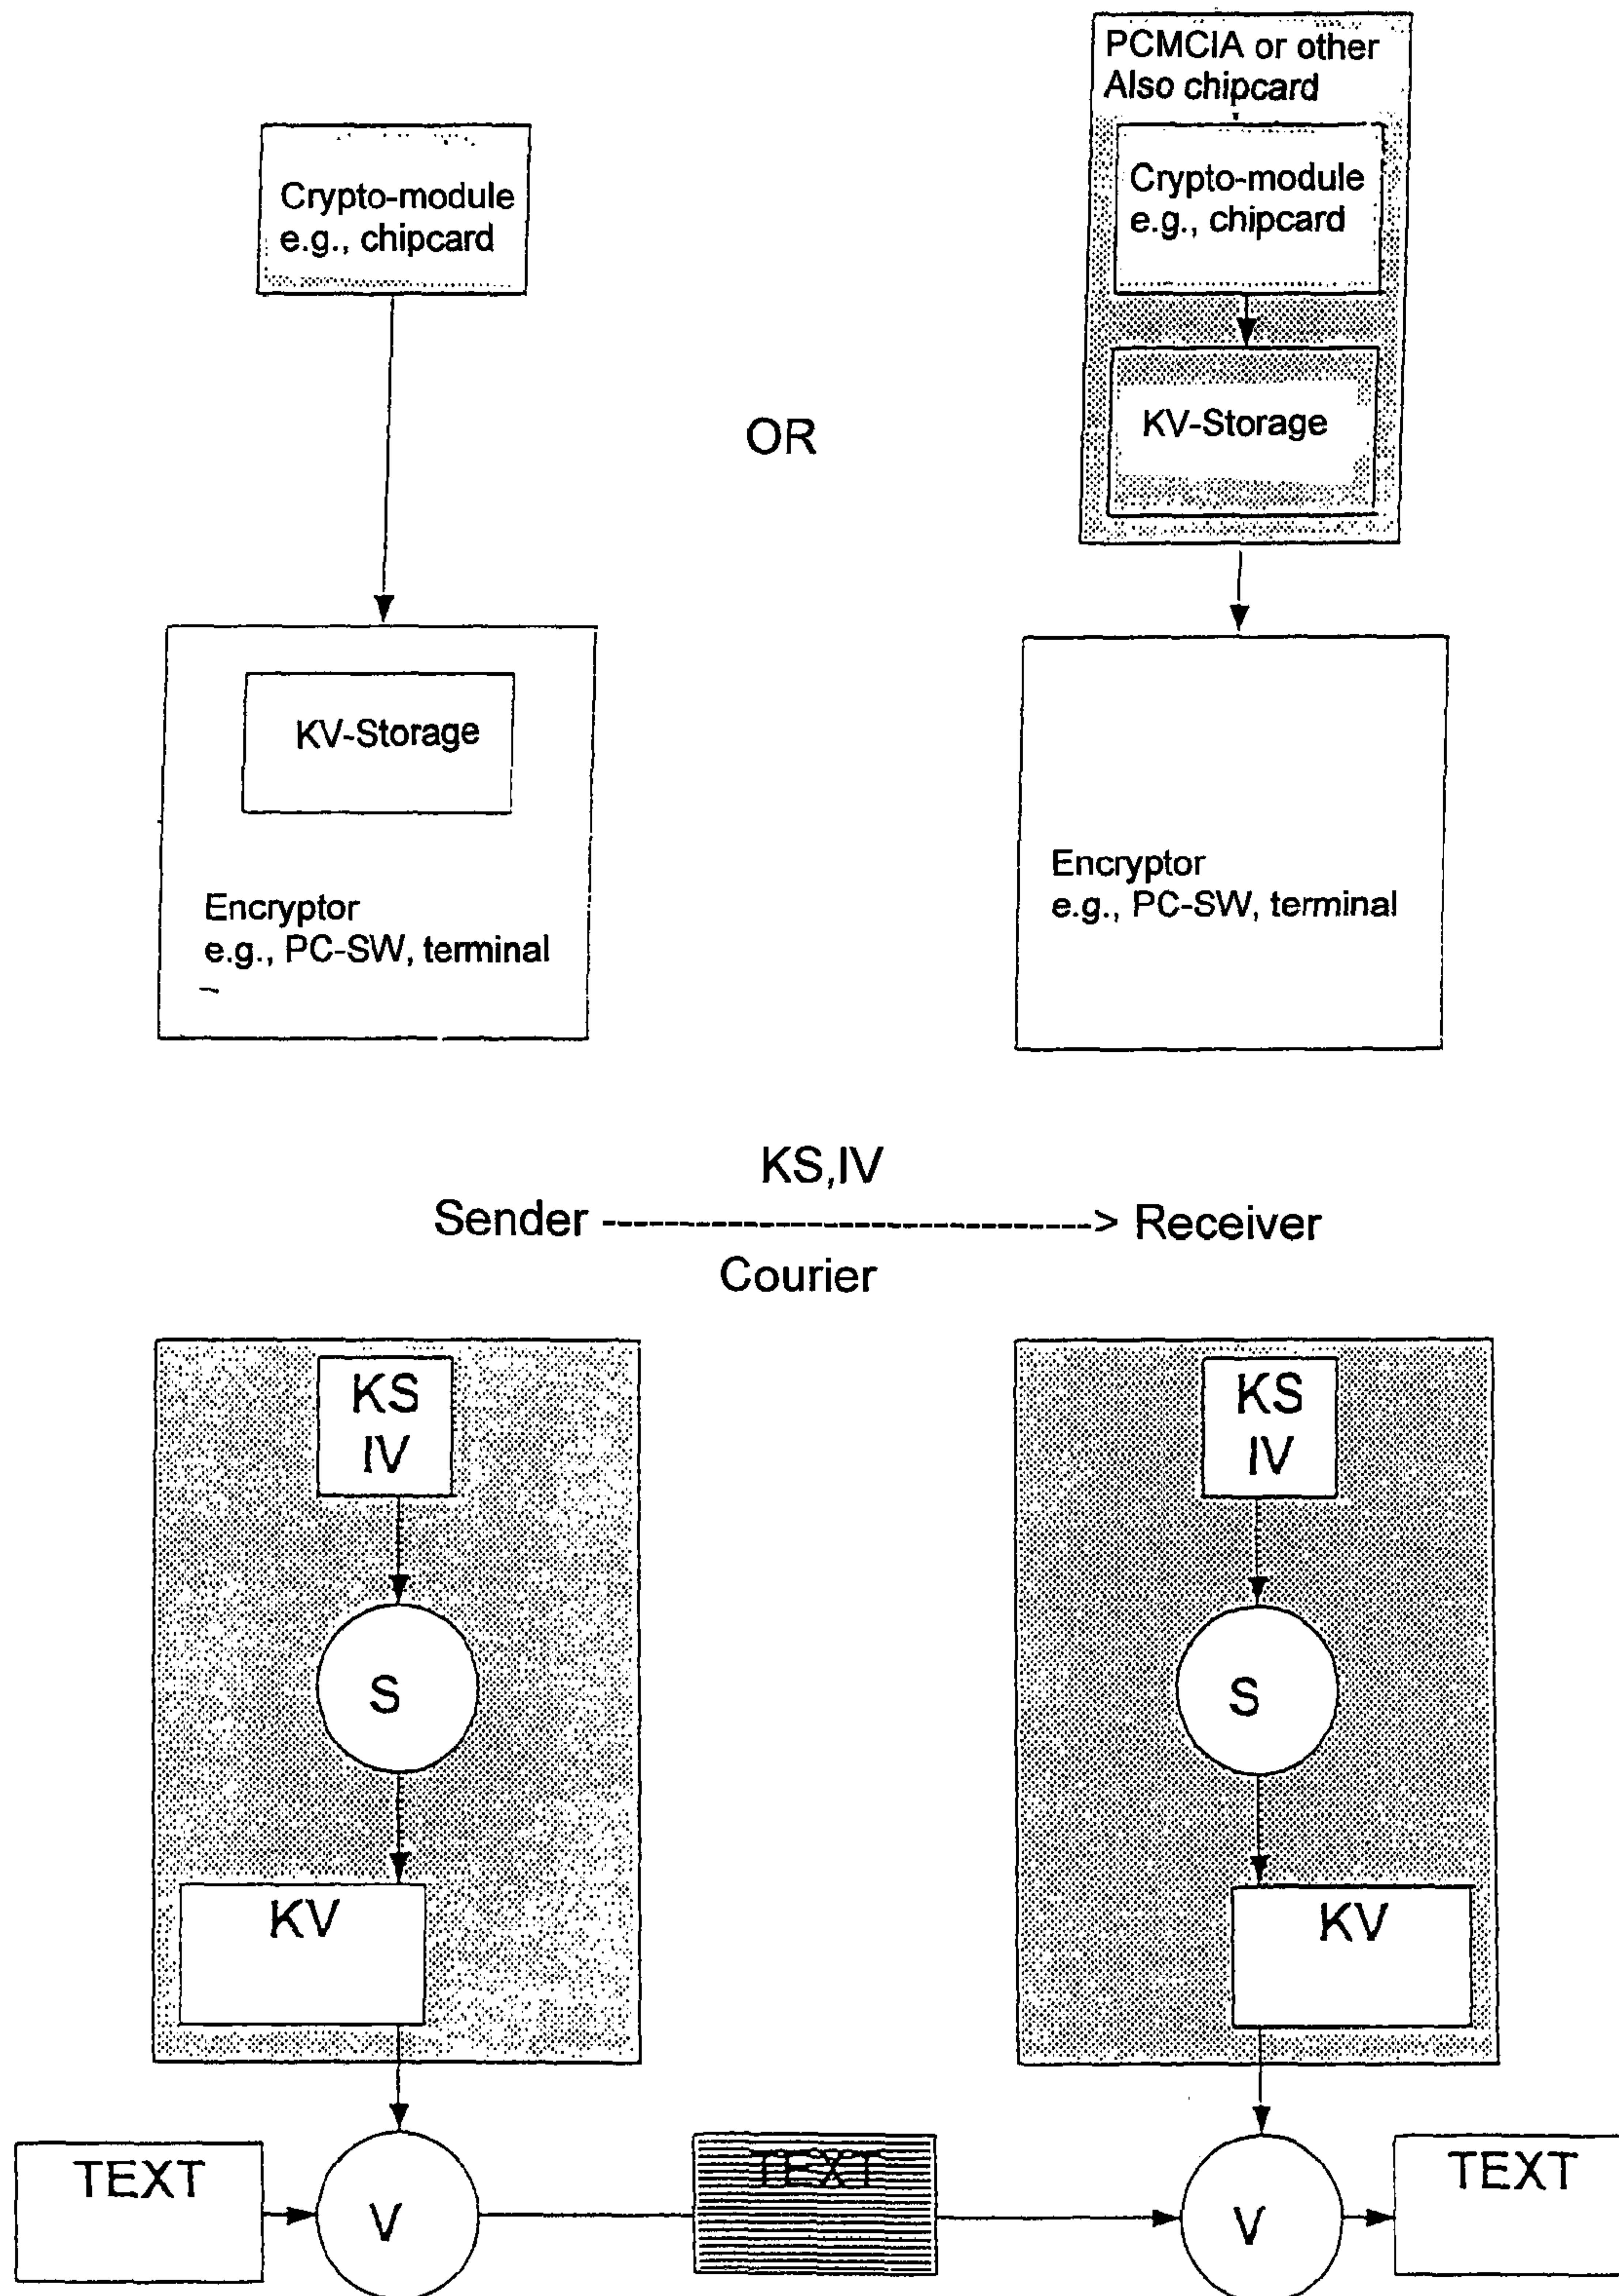 PCMCIA or other
Also chipcard
Crypto-module
e.g., chipcard
Crypto-module
e.g., chipcard
OR
KV-Storage
KV-Storage
Encryptor
e.g., PC-SW, terminal
Encryptor
e.g., PC-SW, terminal
KS,IV
Sender ----------------------------> Receiver
Courier
KS
IV
KS
IV
S
S
KV
KV
TEXT
V
TEXT
V
TEXT